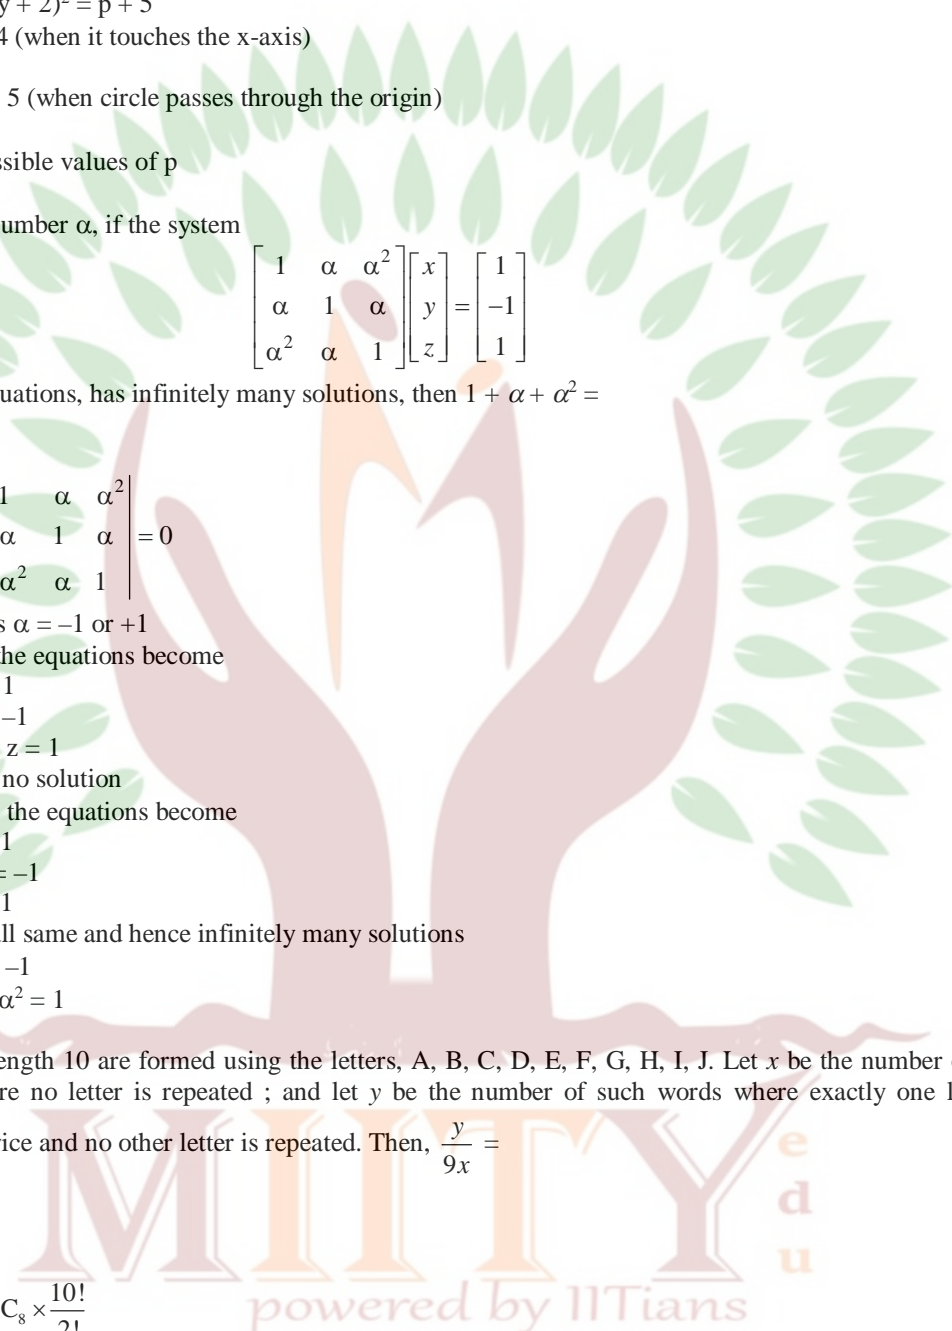 y + 2)² = p + 5
4 (when it touches the x-axis)
5 (when circle passes through the origin)
ssible values of p
umber α, if the system
[1 α α²; α 1 α; α² α 1] [x; y; z] = [1; –1; 1]
uations, has infinitely many solutions, then 1 + α + α² =
|1 α α²; α 1 α; α² α 1| = 0
s α = –1 or +1
the equations become
1
–1
z = 1
no solution
the equations become
1
= –1
1
ll same and hence infinitely many solutions
–1
α² = 1
ength 10 are formed using the letters, A, B, C, D, E, F, G, H, I, J. Let x be the number
re no letter is repeated ; and let y be the number of such words where exactly one
ice and no other letter is repeated. Then, y/9x =
C₈ × 10!/2!
MIITY
edu
powered by IITians